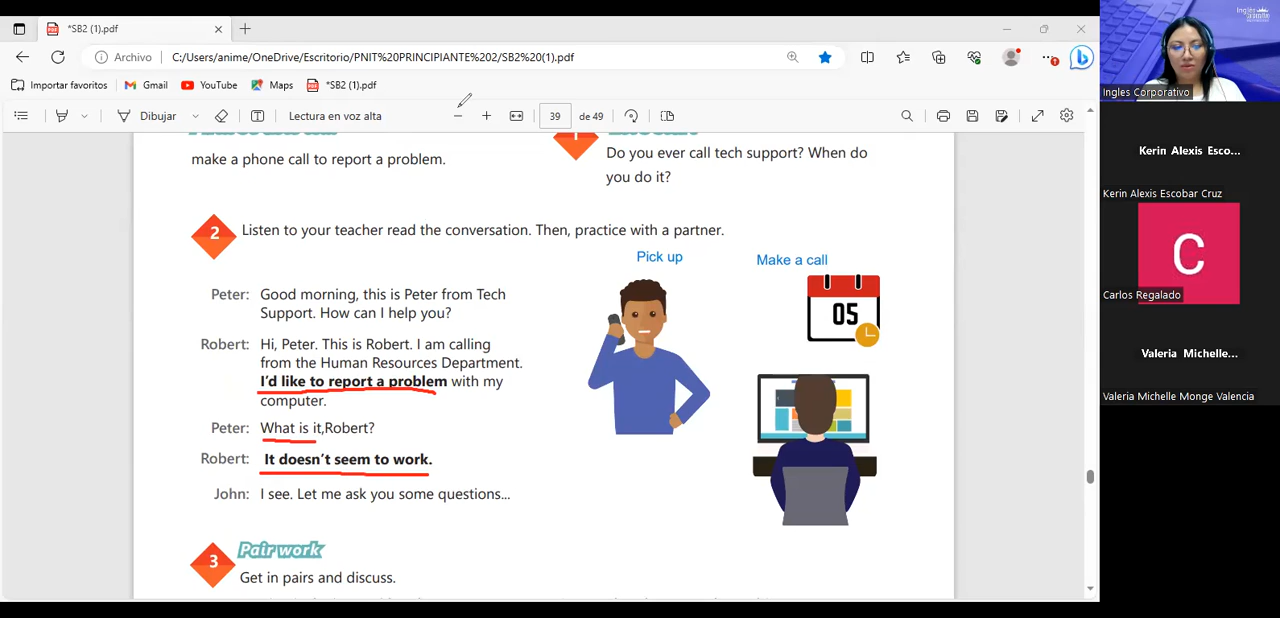 *SB2 (1).pdf
Archivo
C:/Users/anime/OneDrive/Escritorio/PNIT%20PRINCIPIANTE%202/SB2%20(1).pdf
Importar favoritos
Gmail
YouTube
Maps
*SB2 (1).pdf
Dibujar
Lectura en voz alta
39
de 49
make a phone call to report a problem.
1
Do you ever call tech support? When do
you do it?
2
Listen to your teacher read the conversation. Then, practice with a partner.
Pick up
Make a call
05
Peter: Good morning, this is Peter from Tech
Support. How can I help you?
Robert: Hi, Peter. This is Robert. I am calling
from the Human Resources Department.
I'd like to report a problem with my
computer.
Peter: What is it,Robert?
Robert: It doesn't seem to work.
John: I see. Let me ask you some questions...
3
Pair work
Get in pairs and discuss.
Ingles Corporativo
Kerin Alexis Esco...
Kerin Alexis Escobar Cruz
C
Carlos Regalado
Valeria Michelle...
Valeria Michelle Monge Valencia